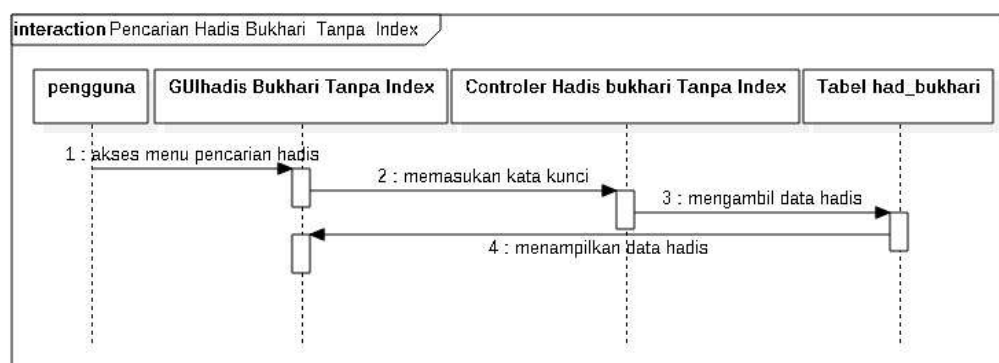 interaction Pencarian Hadis Bukhari Tanpa Index
pengguna
GUIhadis Bukhari Tanpa Index
Controler Hadis bukhari Tanpa Index
Tabel had_bukhari
1 : akses menu pencarian hadis
2 : memasukan kata kunci
3 : mengambil data hadis
4 : menampilkan data hadis